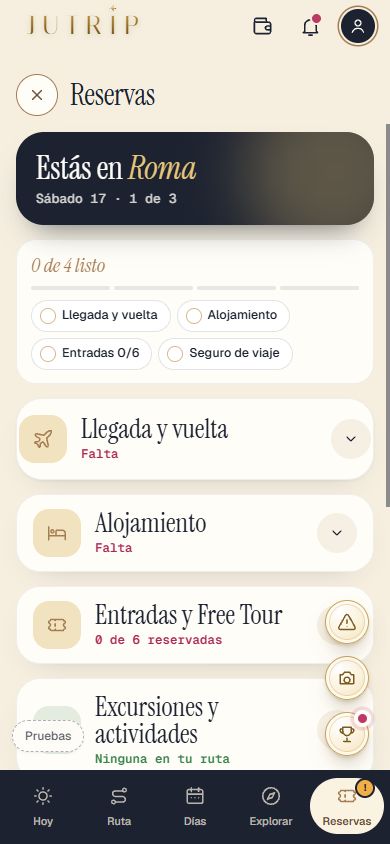 JUTRIP
Reservas
Estás en Roma
Sábado 17 · 1 de 3
0 de 4 listo
Llegada y vuelta
Alojamiento
Entradas 0/6
Seguro de viaje
Llegada y vuelta
Falta
Alojamiento
Falta
Entradas y Free Tour
0 de 6 reservadas
Excursiones y
actividades
Ninguna en tu ruta
Pruebas
!
Hoy
Ruta
Días
Explorar
Reservas